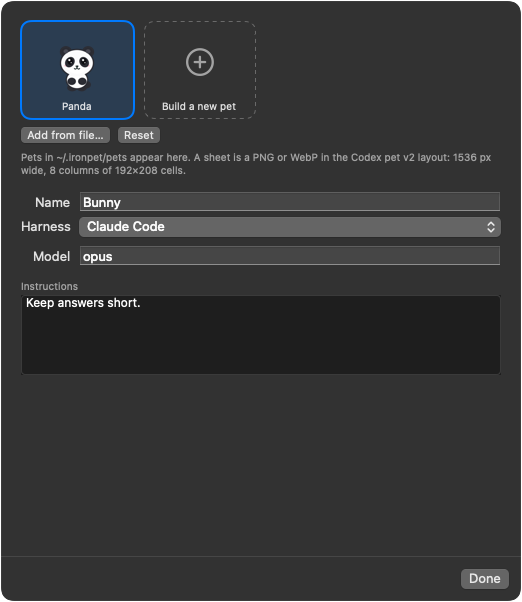 Panda
Build a new pet
Add from file...
Reset
Pets in ~/.ironpet/pets appear here. A sheet is a PNG or WebP in the Codex pet v2 layout: 1536 px
wide, 8 columns of 192×208 cells.
Name Bunny
Harness Claude Code
Model opus
Instructions
Keep answers short.
Done